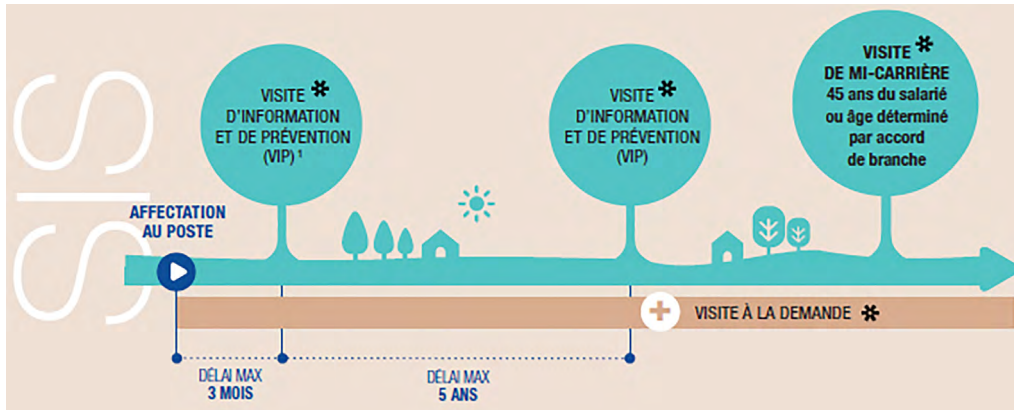 SIS
VISITE *
D'INFORMATION
ET DE PRÉVENTION
(VIP) ¹
VISITE *
D'INFORMATION
ET DE PRÉVENTION
(VIP)
VISITE *
DE MI-CARRIÈRE
45 ans du salarié
ou âge déterminé
par accord
de branche
AFFECTATION
AU POSTE
+ VISITE À LA DEMANDE *
DÉLAI MAX
3 MOIS
DÉLAI MAX
5 ANS